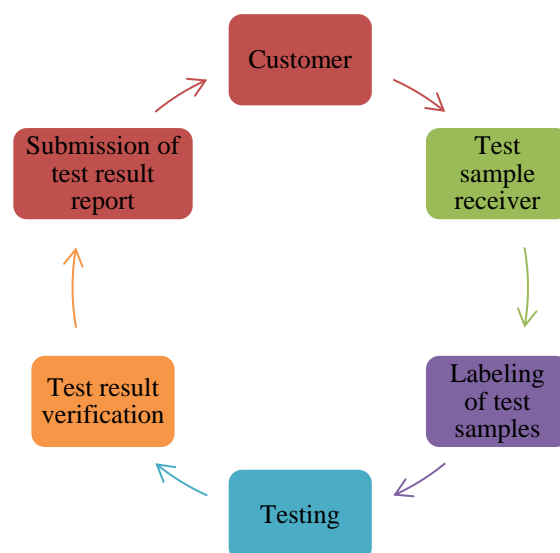 Customer
Test
sample
receiver
Labeling
of test
samples
Testing
Test result
verification
Submission of
test result
report